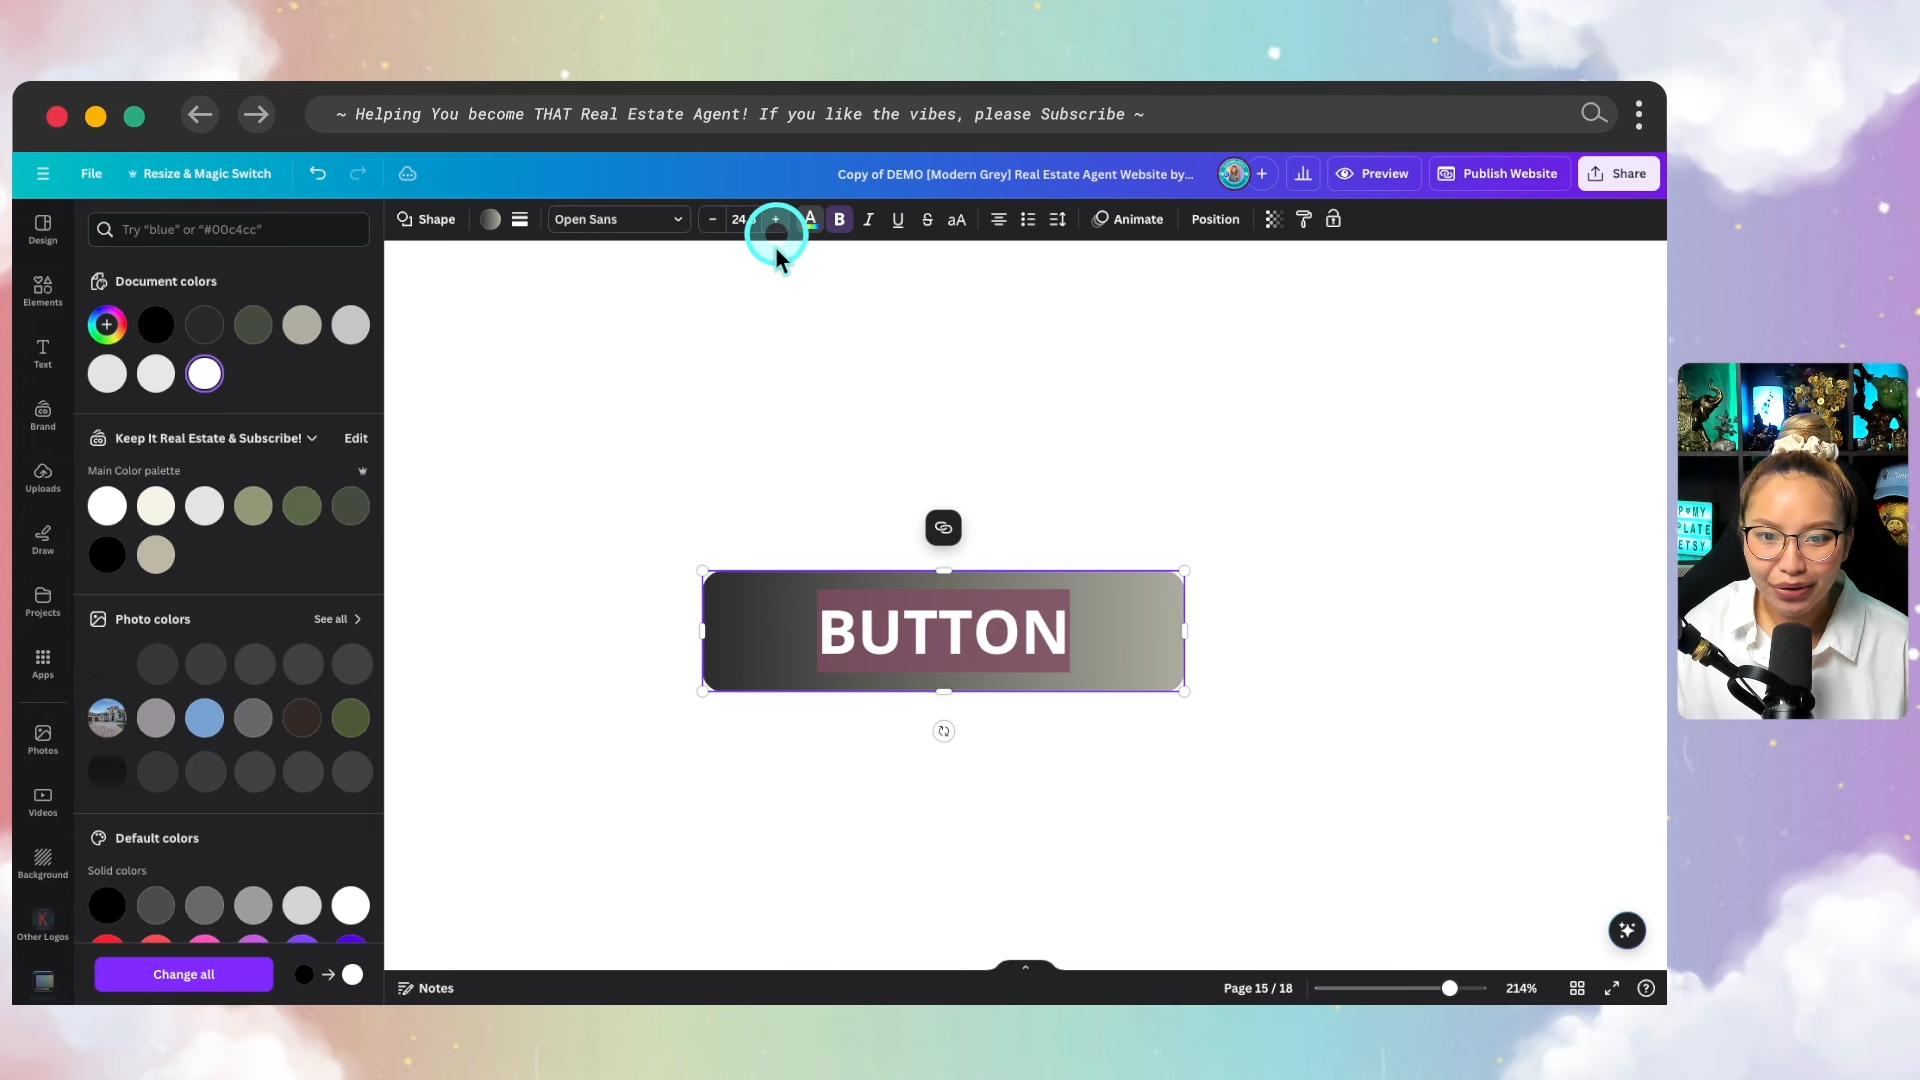 ~ Helping You become THAT Real Estate Agent! If you like the vibes, please Subscribe ~
File
Resize & Magic Switch
Copy of DEMO [Modern Grey] Real Estate Agent Website by...
Preview
Publish Website
Share
Design
Elements
Text
Brand
Uploads
Draw
Projects
Apps
Photos
Videos
Background
Other Logos
Try “blue” or “#00c4cc”
Shape
Open Sans
24
A
B
I
U
S
aA
Animate
Position
Document colors
Keep It Real Estate & Subscribe!
Edit
Main Color palette
Photo colors
See all
Default colors
Solid colors
Change all
BUTTON
Notes
Page 15 / 18
214%